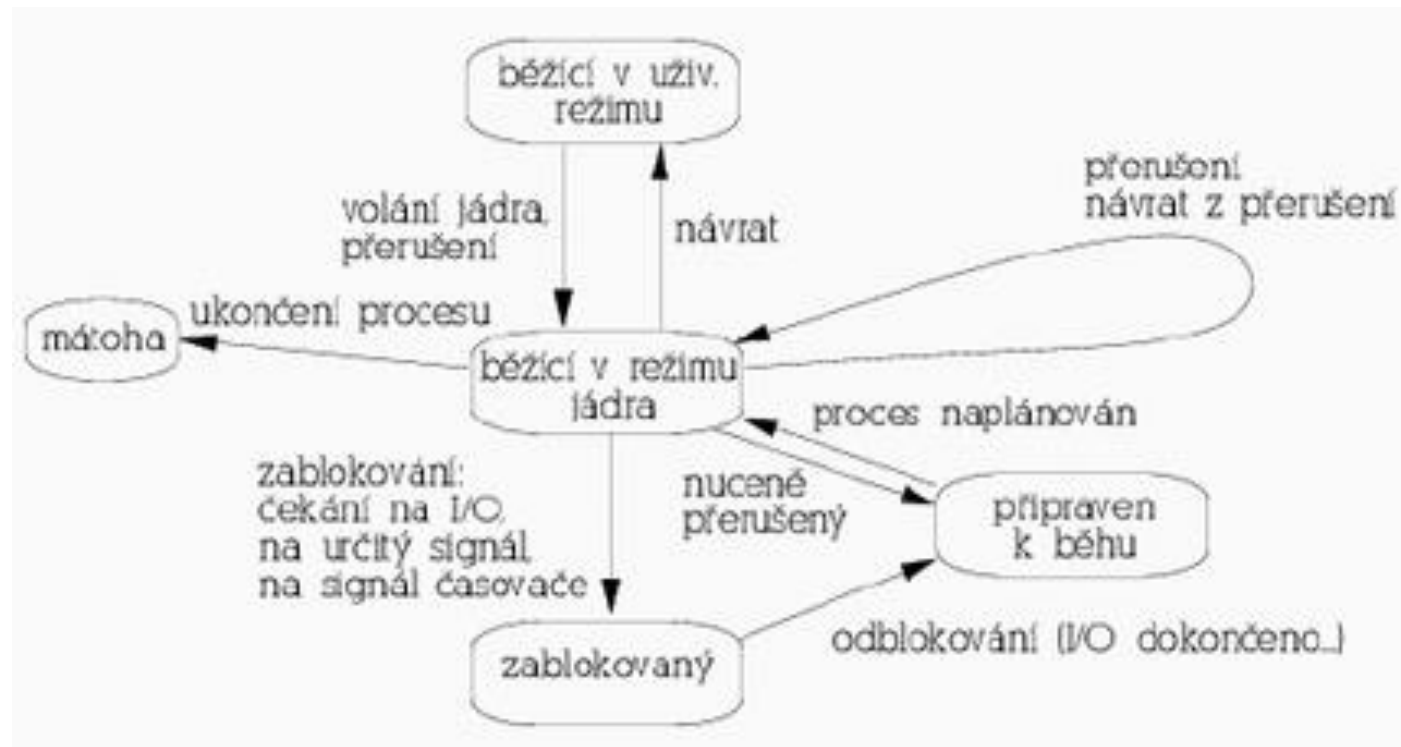 běžící v uživ.
režimu
přerušení
návrat z přerušení
volání jádra,
přerušení
návrat
ukončení procesu
mátoha
běžící v režimu
jádra
proces naplánován
zablokování:
čekání na I/O,
na určitý signál,
na signál časovače
nuceně
přerušený
připraven
k běhu
odblokování (I/O dokončeno...)
zablokovaný